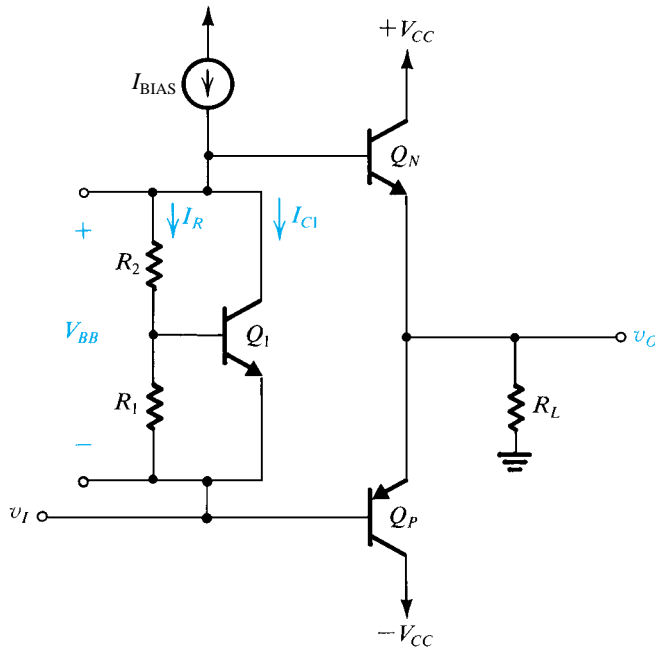 +V_CC
I_BIAS
Q_N
+
I_R
I_C1
R_2
V_BB
Q_1
v_O
R_1
R_L
−
v_I
Q_P
−V_CC